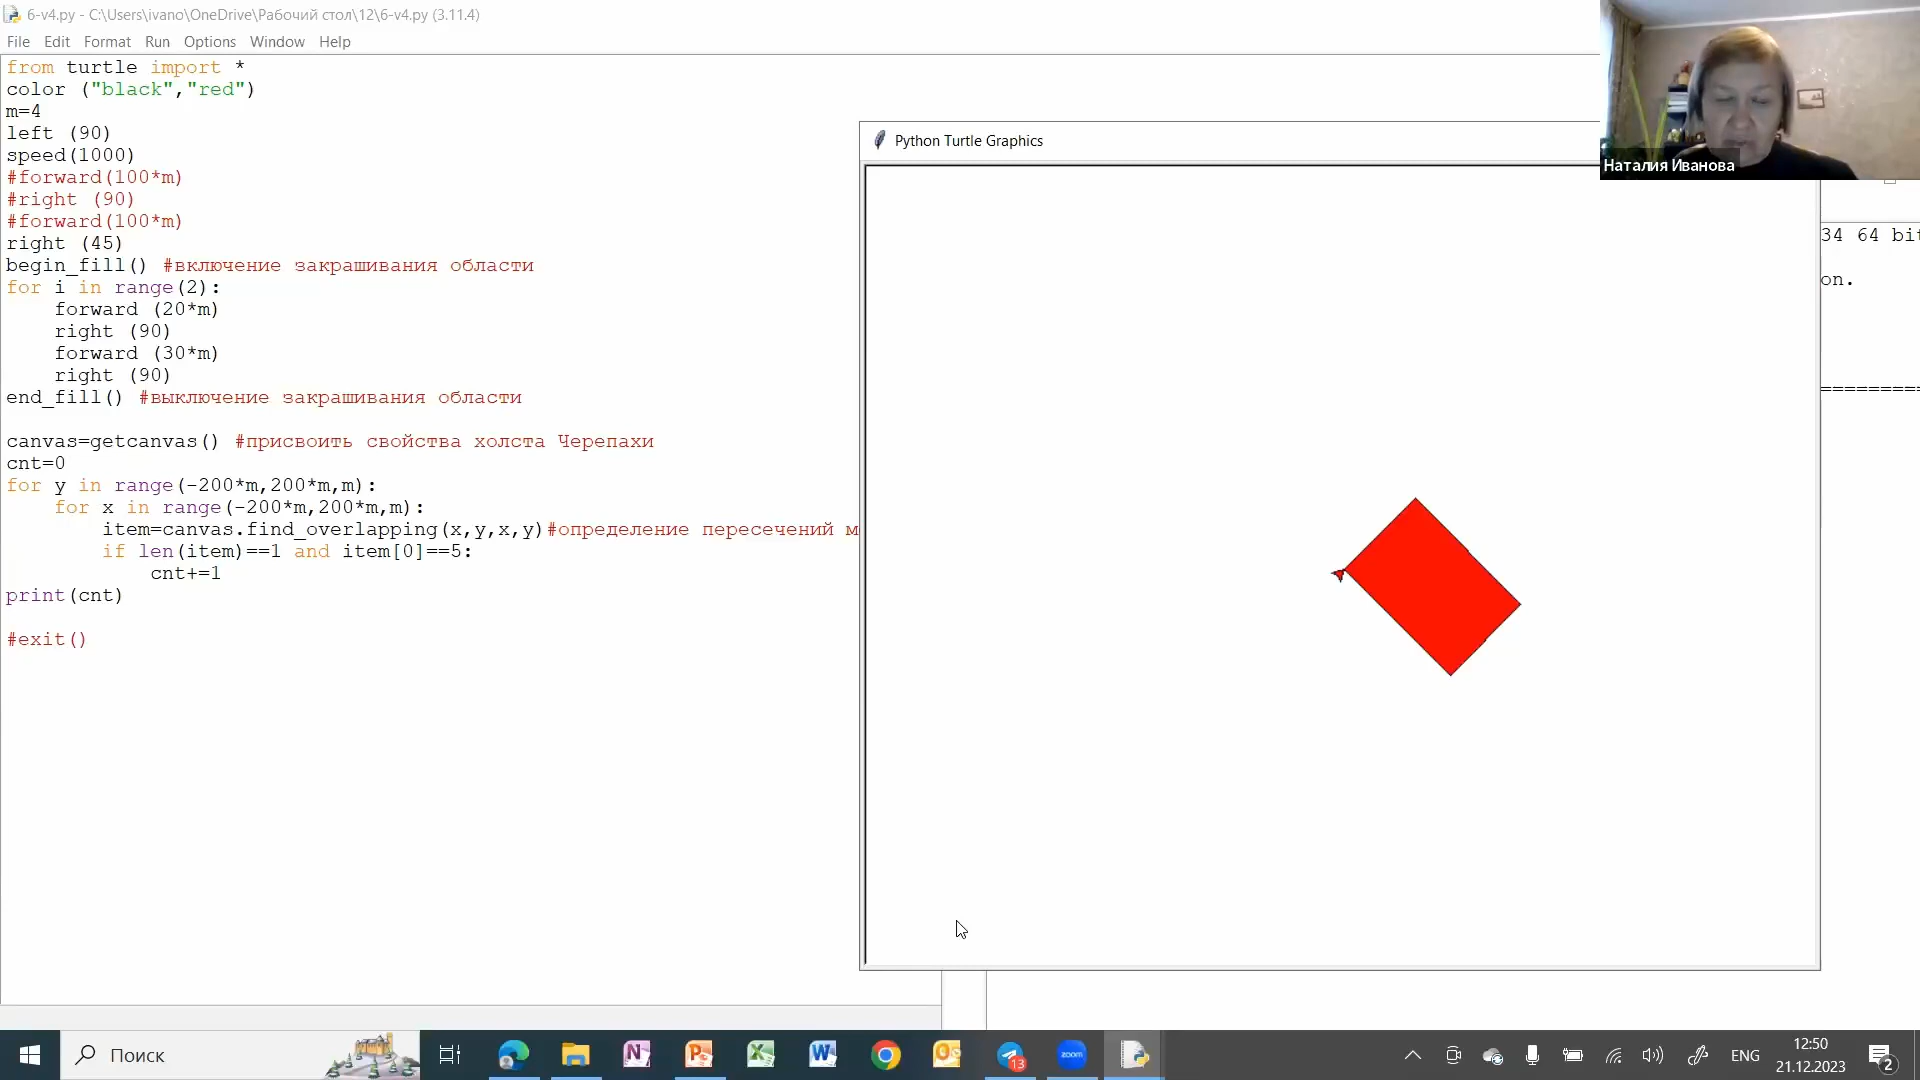 6-v4.py - C:\Users\ivano\OneDrive\Рабочий стол\12\6-v4.py (3.11.4)
File Edit Format Run Options Window Help
from turtle import *
color ("black","red")
m=4
left (90)
speed(1000)
#forward(100*m)
#right (90)
#forward(100*m)
right (45)
begin_fill() #включение закрашивания области
for i in range(2):
    forward (20*m)
    right (90)
    forward (30*m)
    right (90)
end_fill() #выключение закрашивания области
canvas=getcanvas() #присвоить свойства холста Черепахи
cnt=0
for y in range(-200*m,200*m,m):
    for x in range(-200*m,200*m,m):
        item=canvas.find_overlapping(x,y,x,y)#определение пересечений м
        if len(item)==1 and item[0]==5:
            cnt+=1
print(cnt)
#exit()
Python Turtle Graphics
Наталия Иванова
34 64 bit
on.
=========
Поиск
13
zoom
ENG
12:50
21.12.2023
2